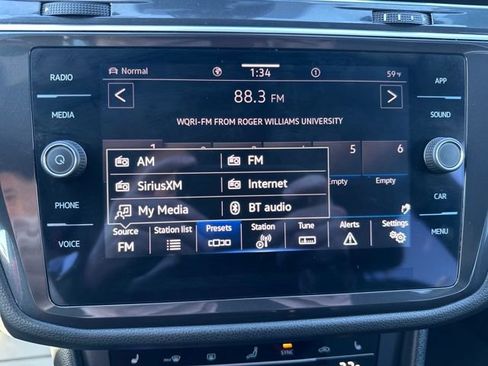 RADIO
MEDIA
PHONE
VOICE
APP
SOUND
CAR
MENU
Normal 1:34 59°F
88.3 FM
WQRI-FM FROM ROGER WILLIAMS UNIVERSITY
5 6
Empty Empty
AM FM
SiriusXM Internet
My Media BT audio
Source Station list Presets Station Tune Alerts Settings
FM
SYNC